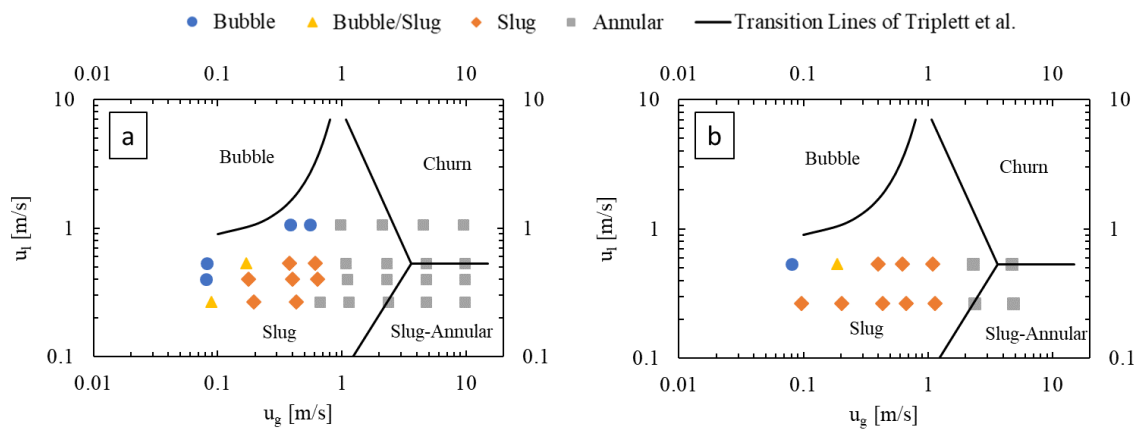 Bubble Bubble/Slug Slug Annular Transition Lines of Triplett et al.
0.01 0.1 1 10
10 10
a
Bubble
Churn
1 1
u_l [m/s]
Slug
Slug-Annular
0.1 0.1
0.01 0.1 1 10
u_g [m/s]
0.01 0.1 1 10
10 10
b
Bubble
Churn
1 1
u_l [m/s]
Slug
Slug-Annular
0.1 0.1
0.01 0.1 1 10
u_g [m/s]